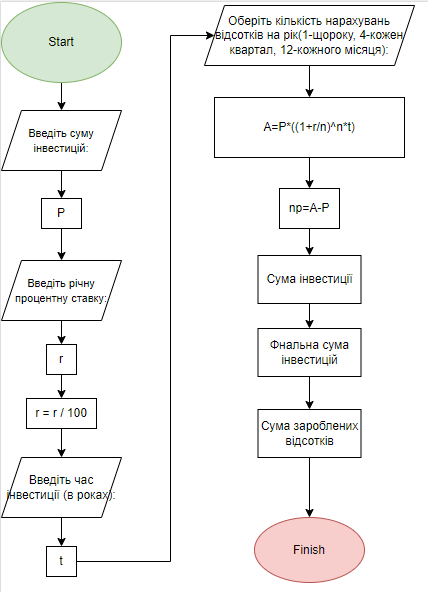 Start
Введіть суму
інвестицій:
P
Введіть річну
процентну ставку:
r
r = r / 100
Введіть час
інвестиції (в роках):
t
Оберіть кількість нарахувань
відсотків на рік(1-щороку, 4-кожен
квартал, 12-кожного місяця):
A=P*((1+r/n)^n*t)
np=A-P
Сума інвестиції
Фнальна сума
інвестицій
Сума зароблених
відсотків
Finish